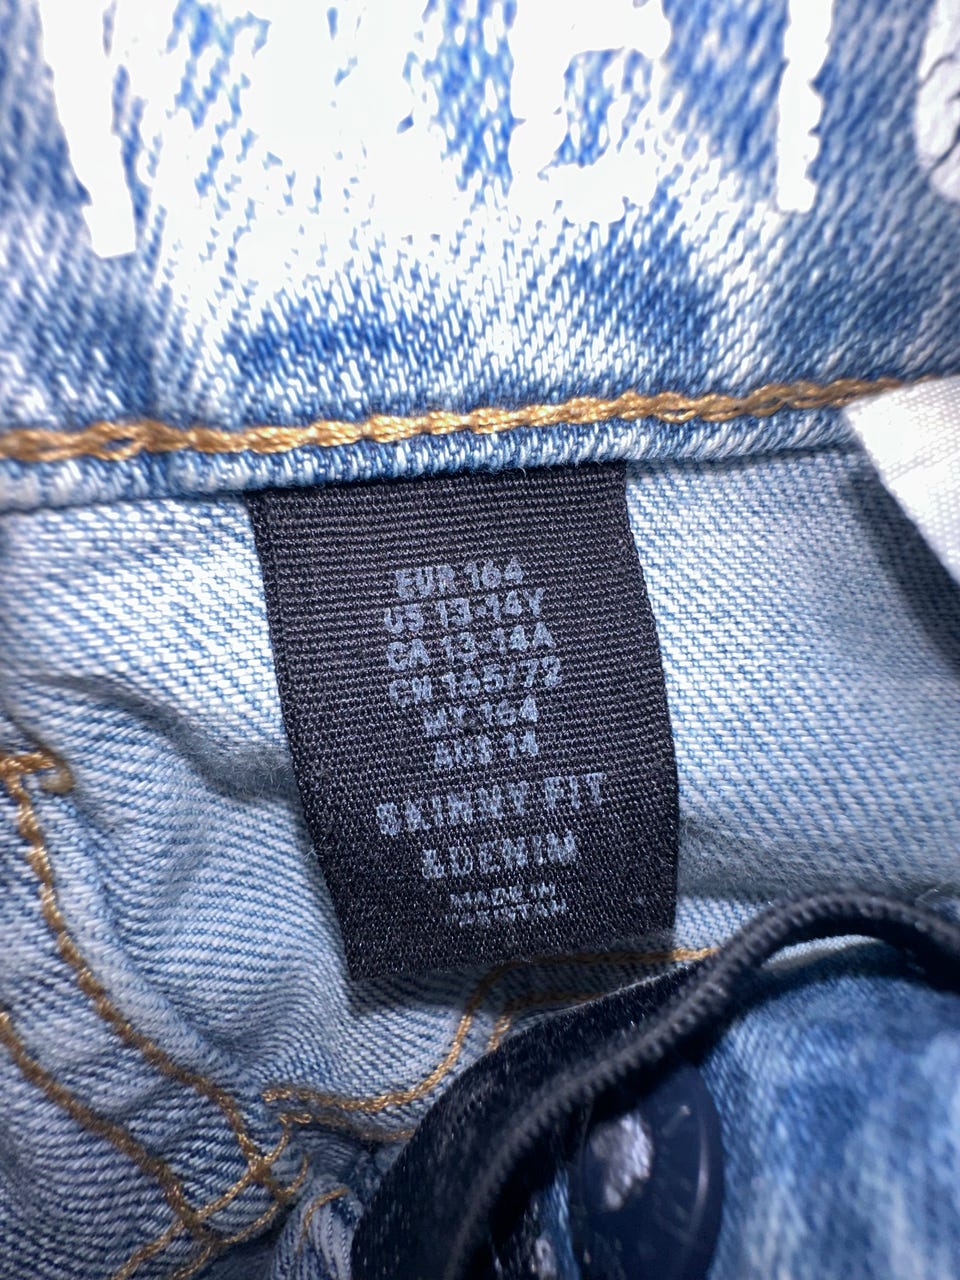 EUR 164
US 13-14Y
CA 13-14A
CN 165/72
MX 164
AUS 14
SKINNY FIT
&DENIM
MADE IN
PAKISTAN